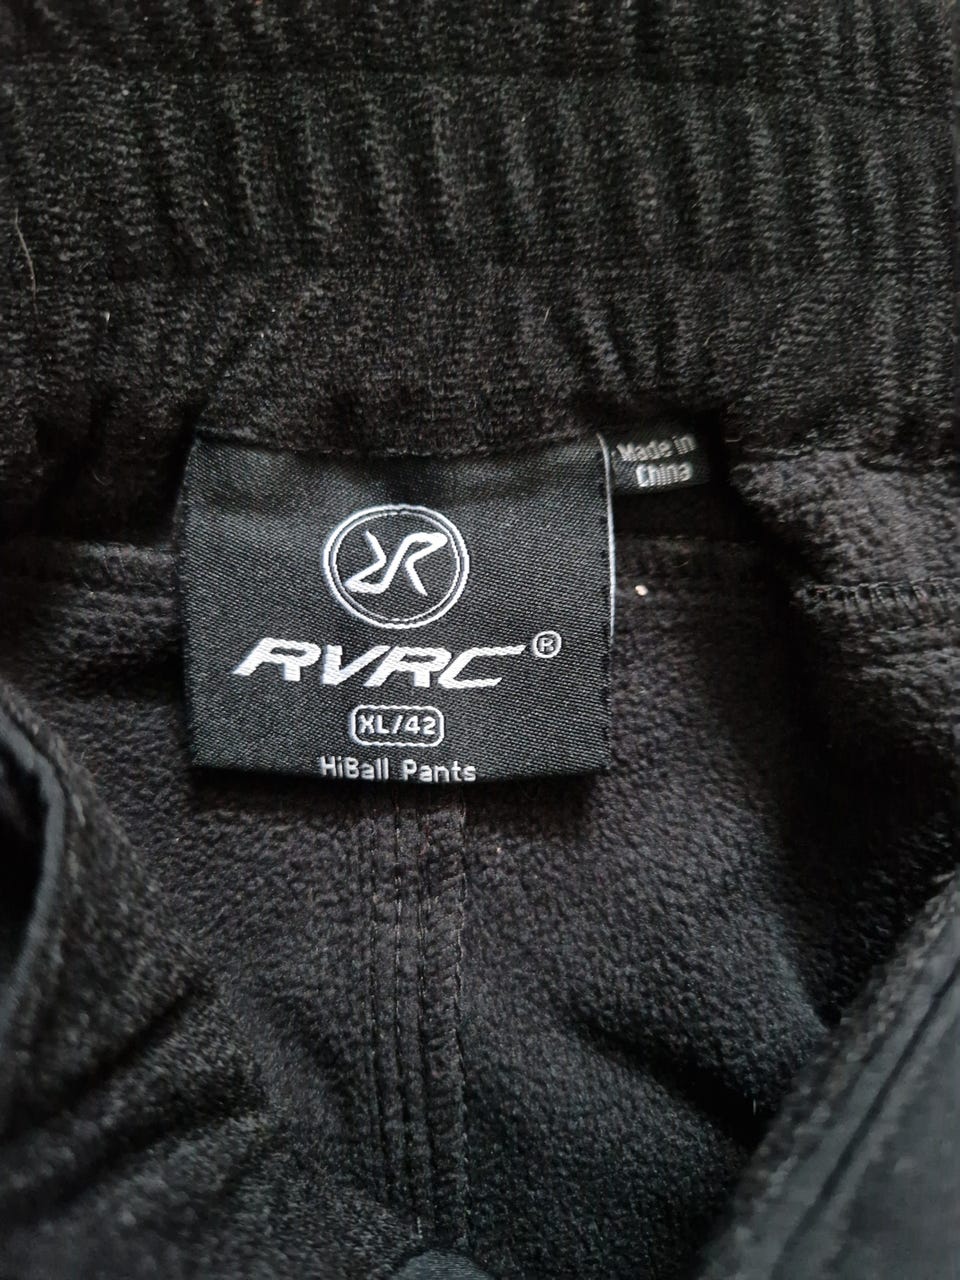 Made in
China
RVRC®
XL/42
HiBall Pants